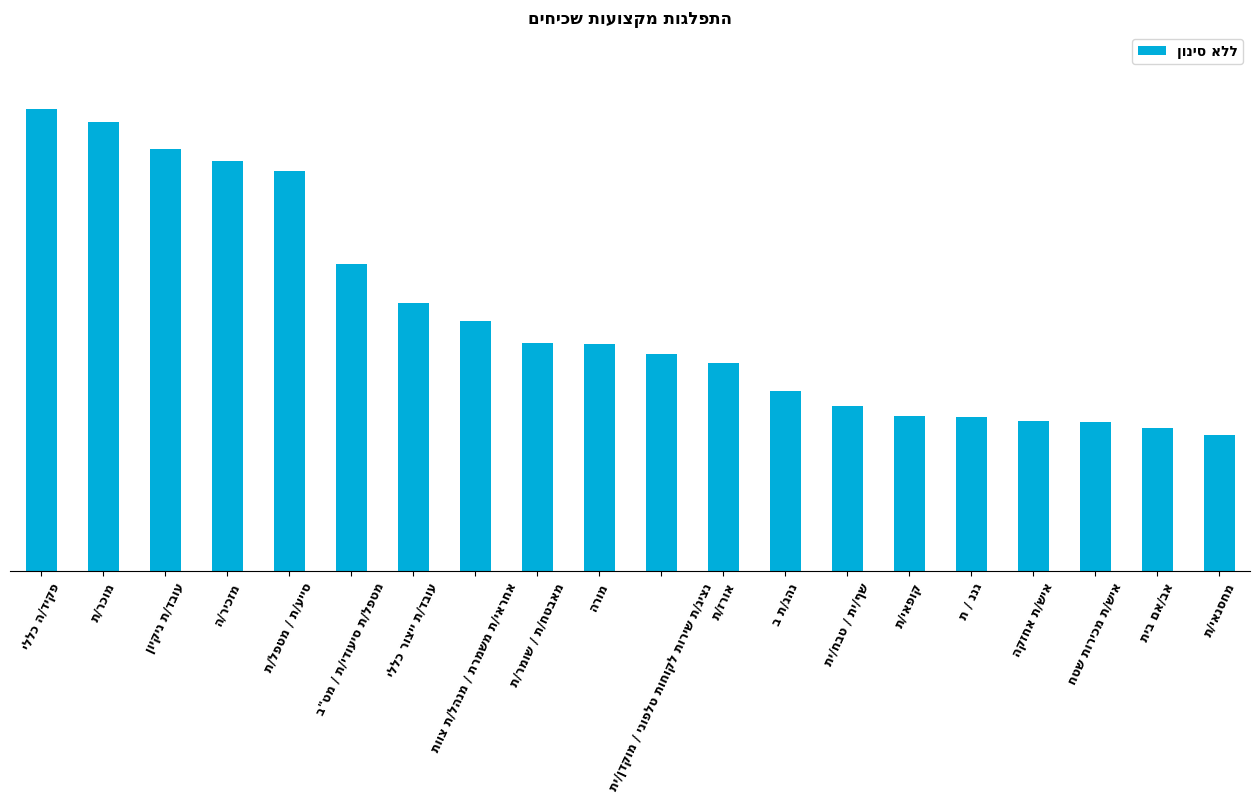 התפלגות מקצועות שכיחים
ללא סינון
פקיד/ה כללי
מוכר/ת
עובד/ת ניקיון
מזכיר/ה
סייע/ת / מטפל/ת
מטפל/ת סיעודי/ת / מט"ב
עובד/ת ייצור כללי
אחראי/ת משמרת / מנהל/ת צוות
מאבטח/ת / שומר/ת
מורה
נציג/ת שירות לקוחות טלפוני / מוקדן/ית
אורז/ת
נהג/ת ב
שף/ית / טבח/ית
קופאי/ת
גנן / ת
איש/ת אחזקה
איש/ת מכירות שטח
אב/אם בית
מחסנאי/ת